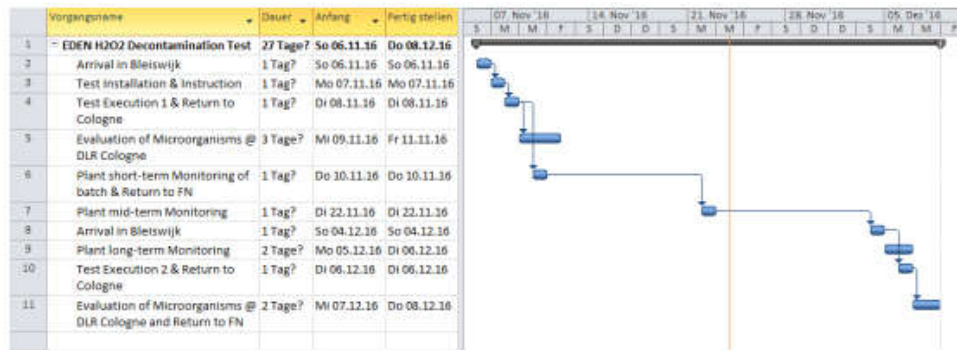 Vorgangsname Dauer Anfang Fertig stellen
07. Nov '16 14. Nov '16 21. Nov '16 28. Nov '16 05. Dez '16
S M M F S D D S M M F S D D S M M F
1 EDEN H2O2 Decontamination Test 27 Tage? So 06.11.16 Do 08.12.16
2 Arrival in Bleiswijk 1 Tag? So 06.11.16 So 06.11.16
3 Test Installation & Instruction 1 Tag? Mo 07.11.16 Mo 07.11.16
4 Test Execution 1 & Return to 1 Tag? Di 08.11.16 Di 08.11.16
Cologne
5 Evaluation of Microorganisms @ 3 Tage? Mi 09.11.16 Fr 11.11.16
DLR Cologne
6 Plant short-term Monitoring of 1 Tag? Do 10.11.16 Do 10.11.16
batch & Return to FN
7 Plant mid-term Monitoring 1 Tag? Di 22.11.16 Di 22.11.16
8 Arrival in Bleiswijk 1 Tag? So 04.12.16 So 04.12.16
9 Plant long-term Monitoring 2 Tage? Mo 05.12.16 Di 06.12.16
10 Test Execution 2 & Return to 1 Tag? Di 06.12.16 Di 06.12.16
Cologne
11 Evaluation of Microorganisms @ 2 Tage? Mi 07.12.16 Do 08.12.16
DLR Cologne and Return to FN